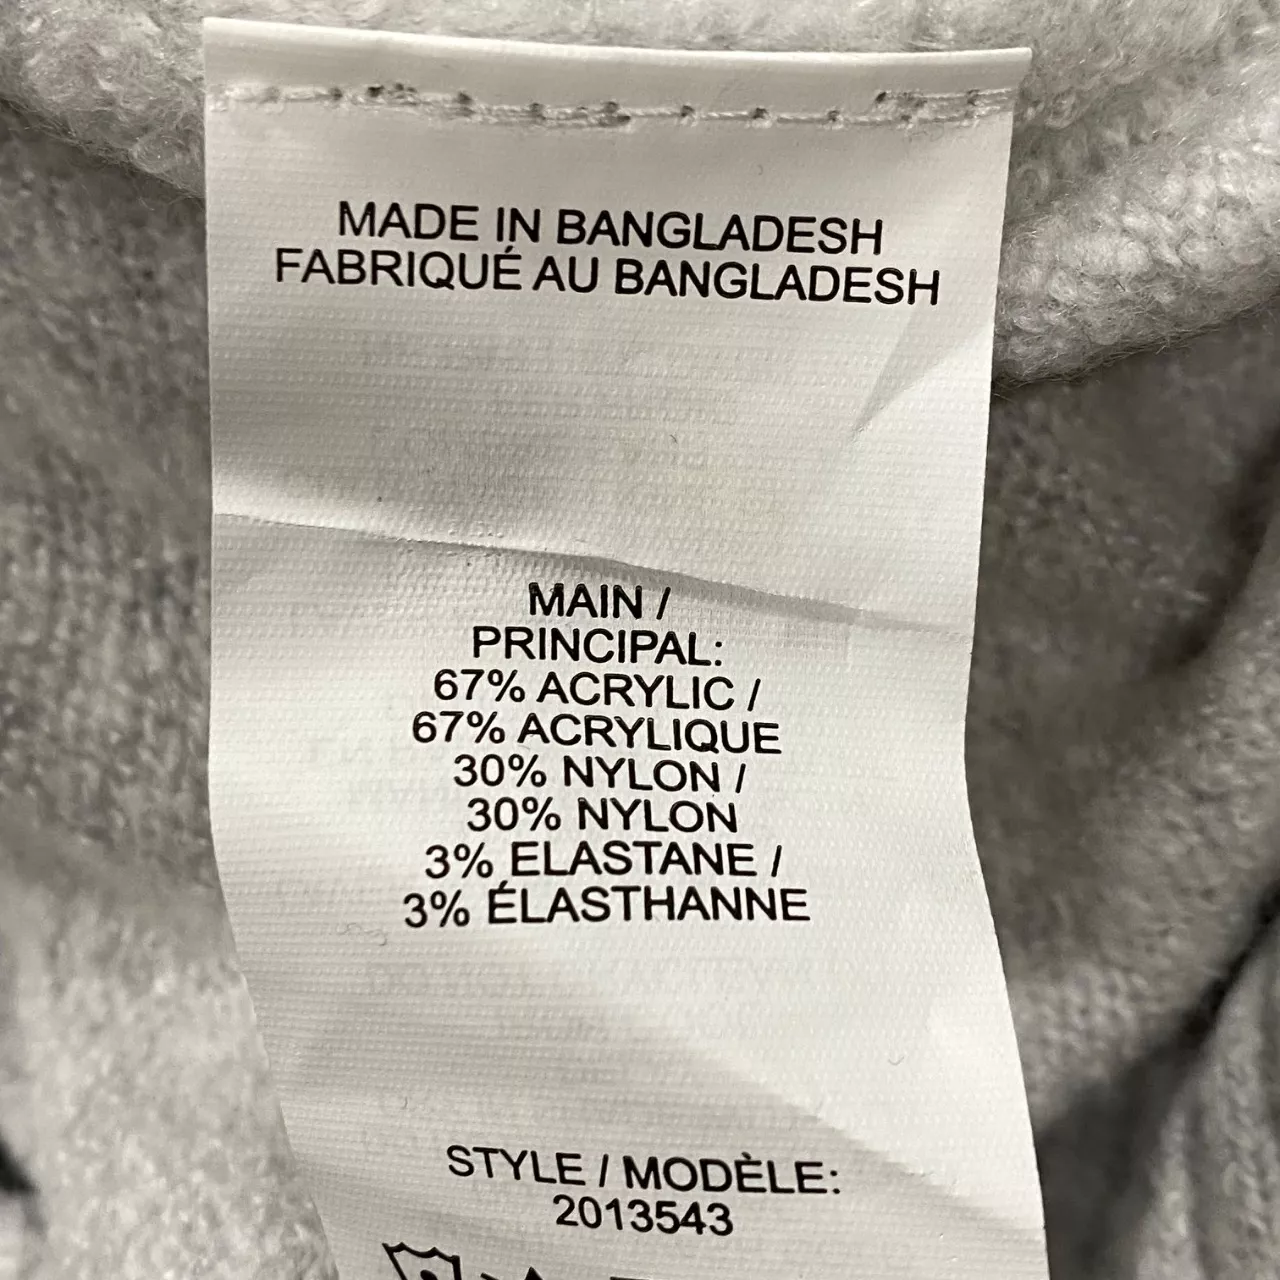 MADE IN BANGLADESH
FABRIQUÉ AU BANGLADESH
MAIN /
PRINCIPAL:
67% ACRYLIC /
67% ACRYLIQUE
30% NYLON /
30% NYLON
3% ELASTANE /
3% ÉLASTHANNE
STYLE / MODÈLE:
2013543